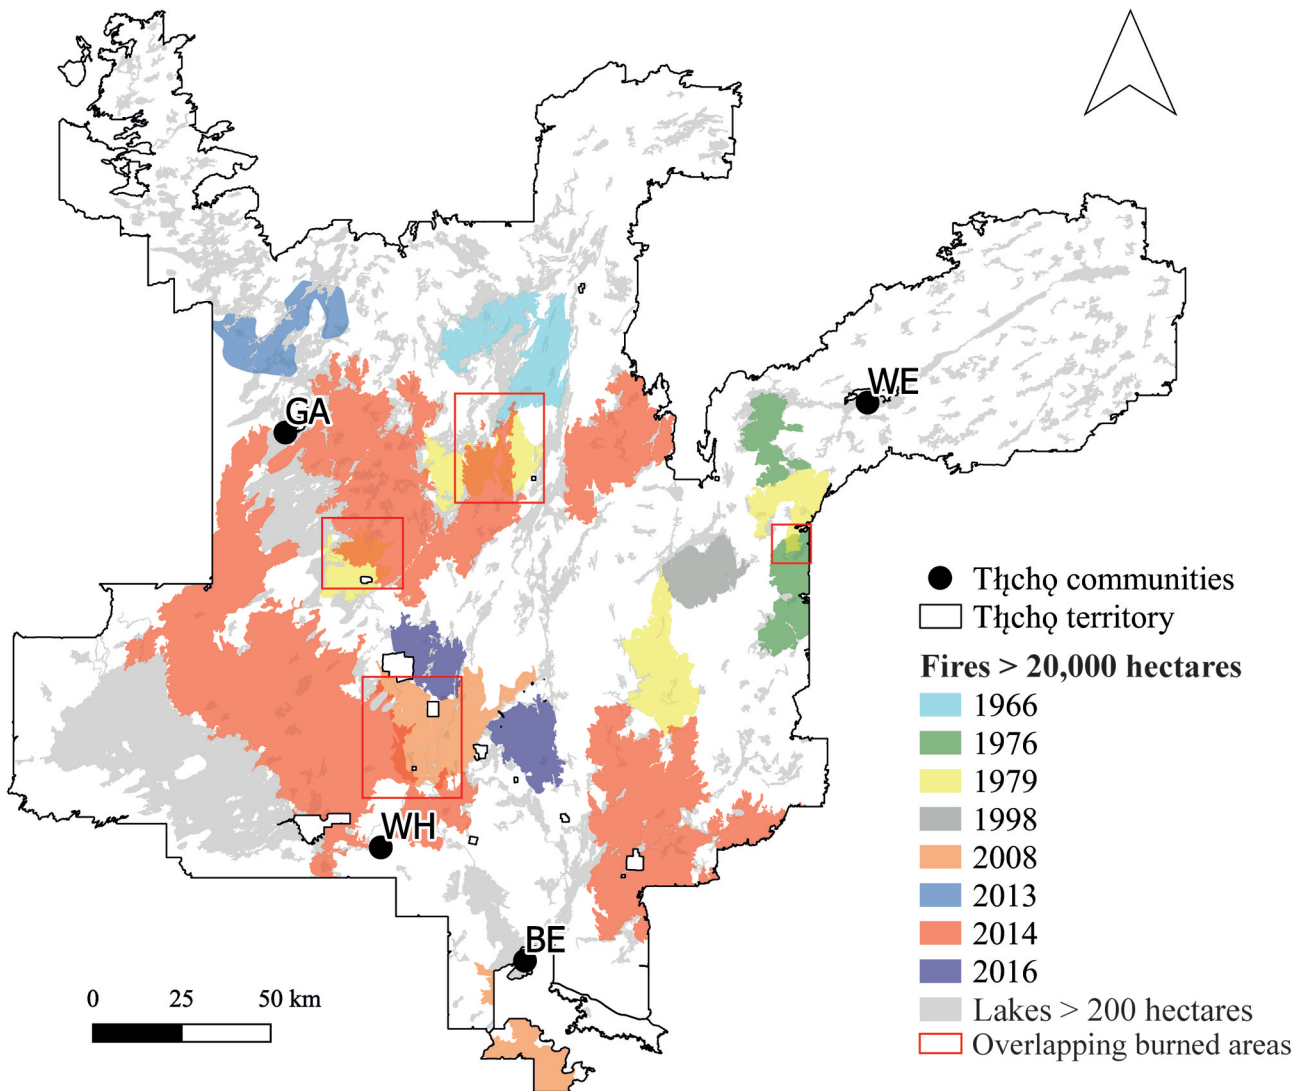 GA
WE
WH
BE
0 25 50 km
Tłı̨chǫ communities
Tłı̨chǫ territory
Fires > 20,000 hectares
1966
1976
1979
1998
2008
2013
2014
2016
Lakes > 200 hectares
Overlapping burned areas